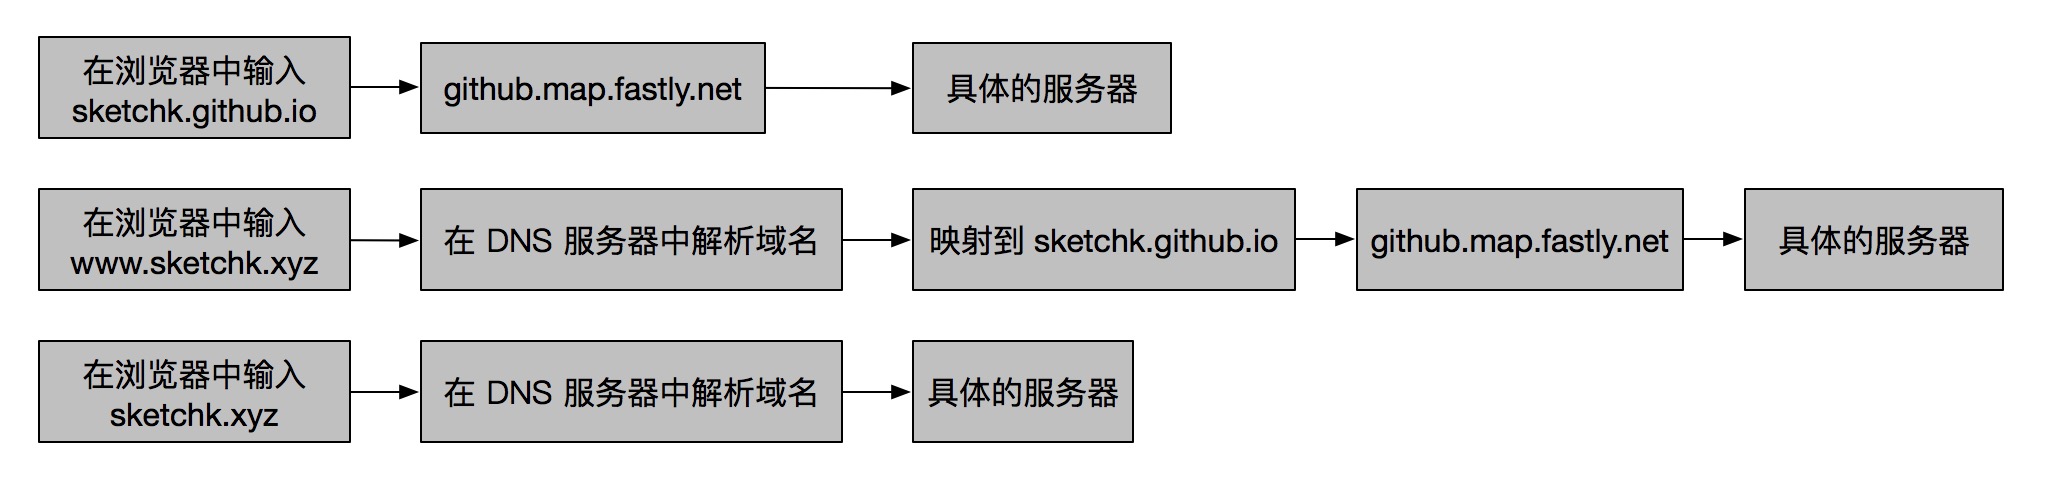 在浏览器中输入
sketchk.github.io
github.map.fastly.net
具体的服务器
在浏览器中输入
www.sketchk.xyz
在 DNS 服务器中解析域名
映射到 sketchk.github.io
github.map.fastly.net
具体的服务器
在浏览器中输入
sketchk.xyz
在 DNS 服务器中解析域名
具体的服务器